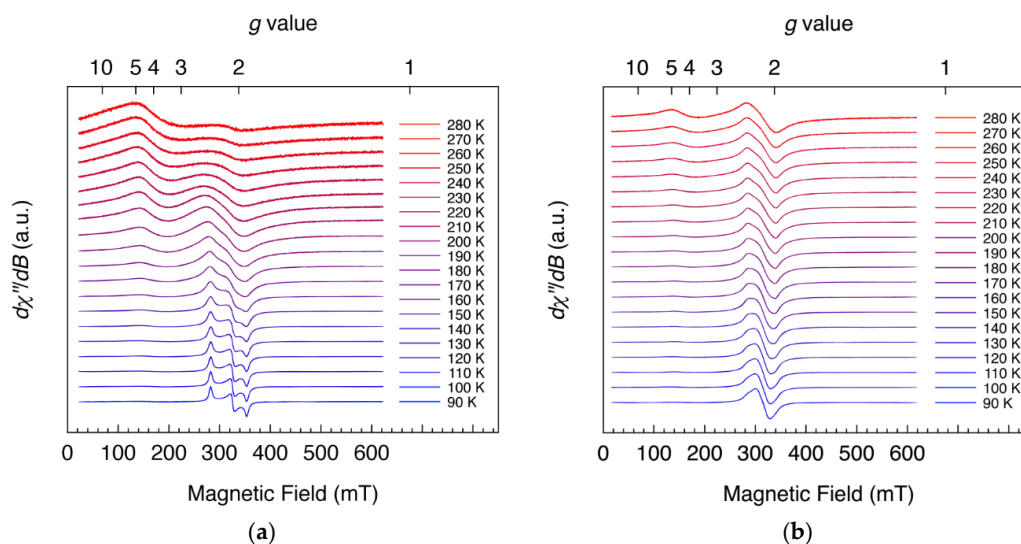 g value
10 5 4 3 2 1
280 K
270 K
260 K
250 K
240 K
230 K
220 K
210 K
200 K
190 K
180 K
170 K
160 K
150 K
140 K
130 K
120 K
110 K
100 K
90 K
dχ''/dB (a.u.)
0 100 200 300 400 500 600
Magnetic Field (mT)
(a)
g value
10 5 4 3 2 1
280 K
270 K
260 K
250 K
240 K
230 K
220 K
210 K
200 K
190 K
180 K
170 K
160 K
150 K
140 K
130 K
120 K
110 K
100 K
90 K
dχ''/dB (a.u.)
0 100 200 300 400 500 600
Magnetic Field (mT)
(b)